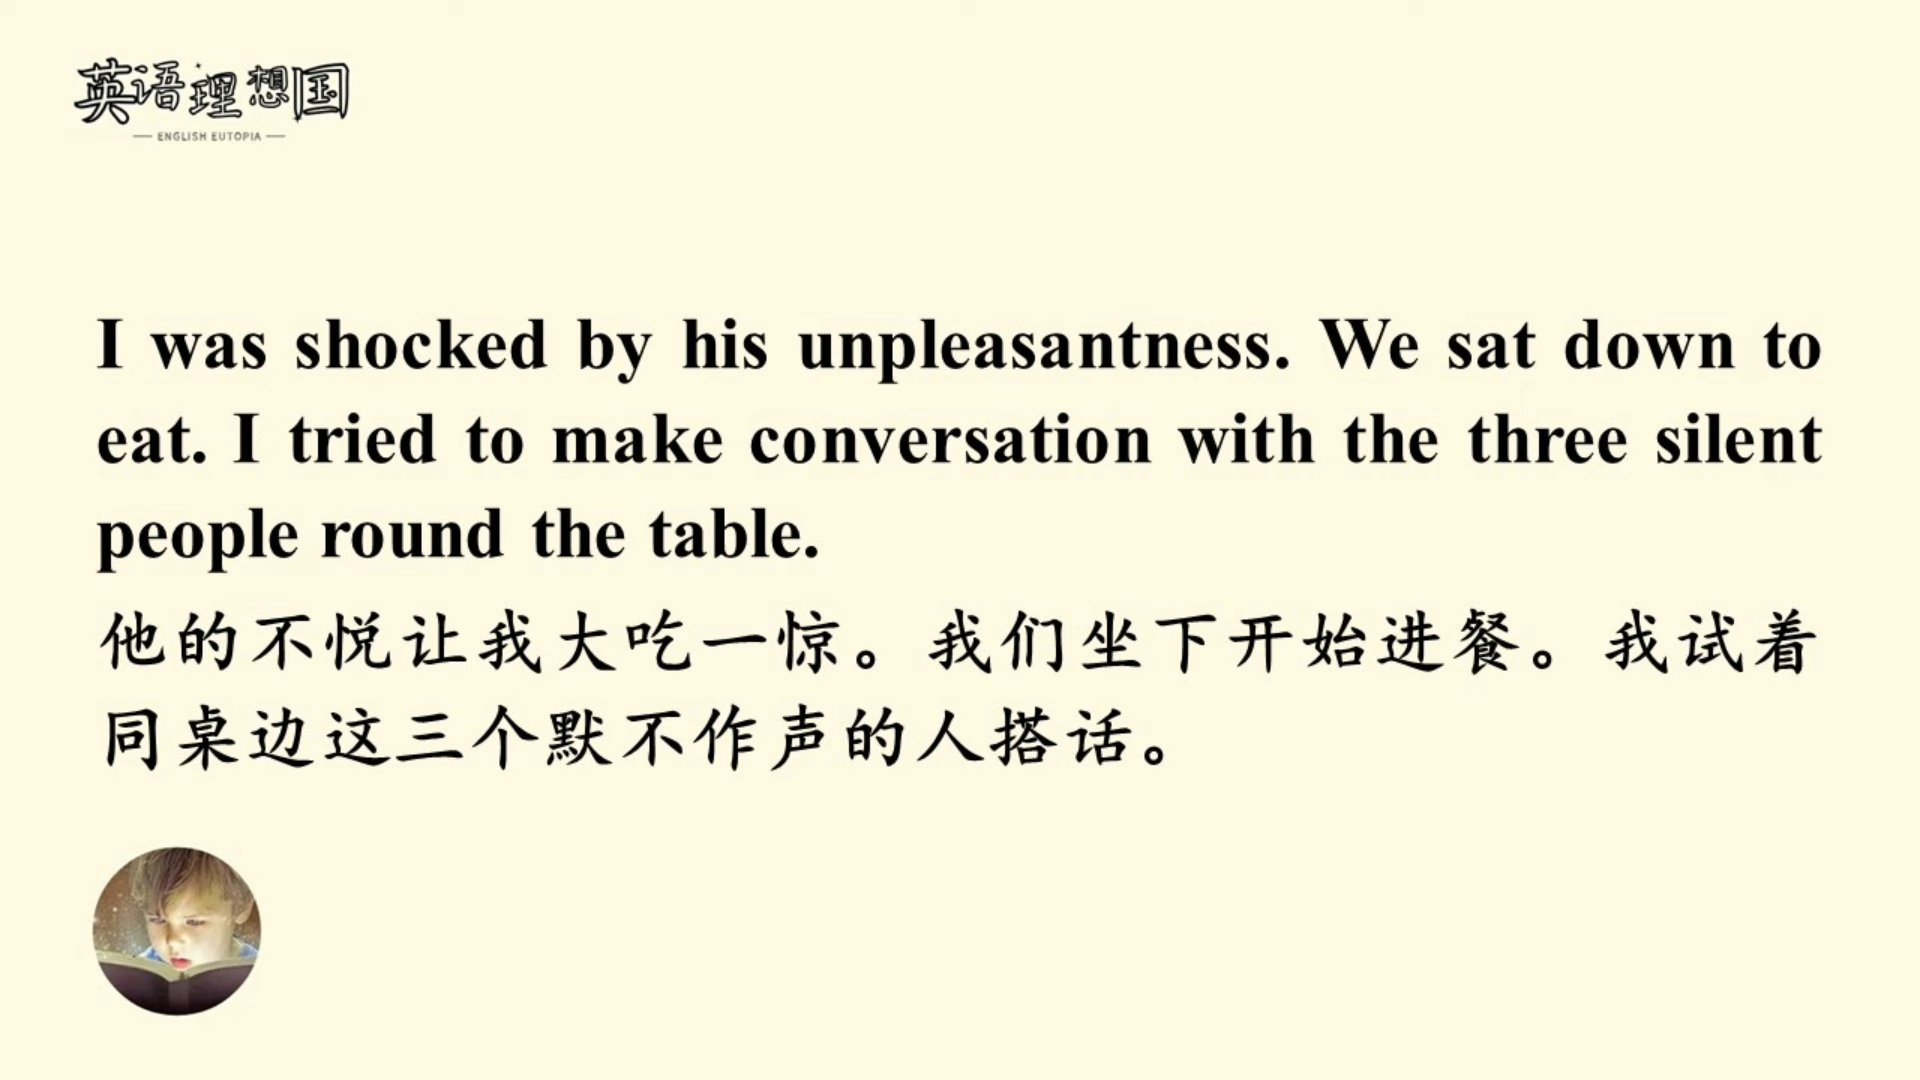 英语理想国
ENGLISH EUTOPIA
I was shocked by his unpleasantness. We sat down to
eat. I tried to make conversation with the three silent
people round the table.
他的不悦让我大吃一惊。我们坐下开始进餐。我试着
同桌边这三个默不作声的人搭话。